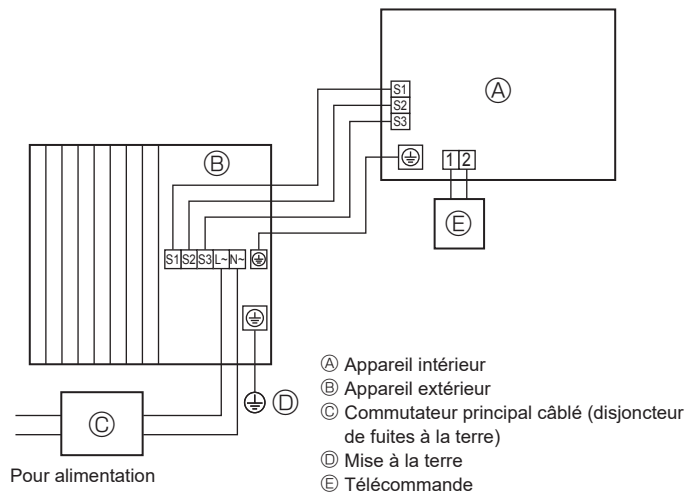 S1
S2
S3
Ⓐ
1 2
Ⓔ
Ⓑ
S1 S2 S3 L~ N~
Ⓓ
Ⓒ
Pour alimentation
Ⓐ Appareil intérieur
Ⓑ Appareil extérieur
Ⓒ Commutateur principal câblé (disjoncteur
de fuites à la terre)
Ⓓ Mise à la terre
Ⓔ Télécommande